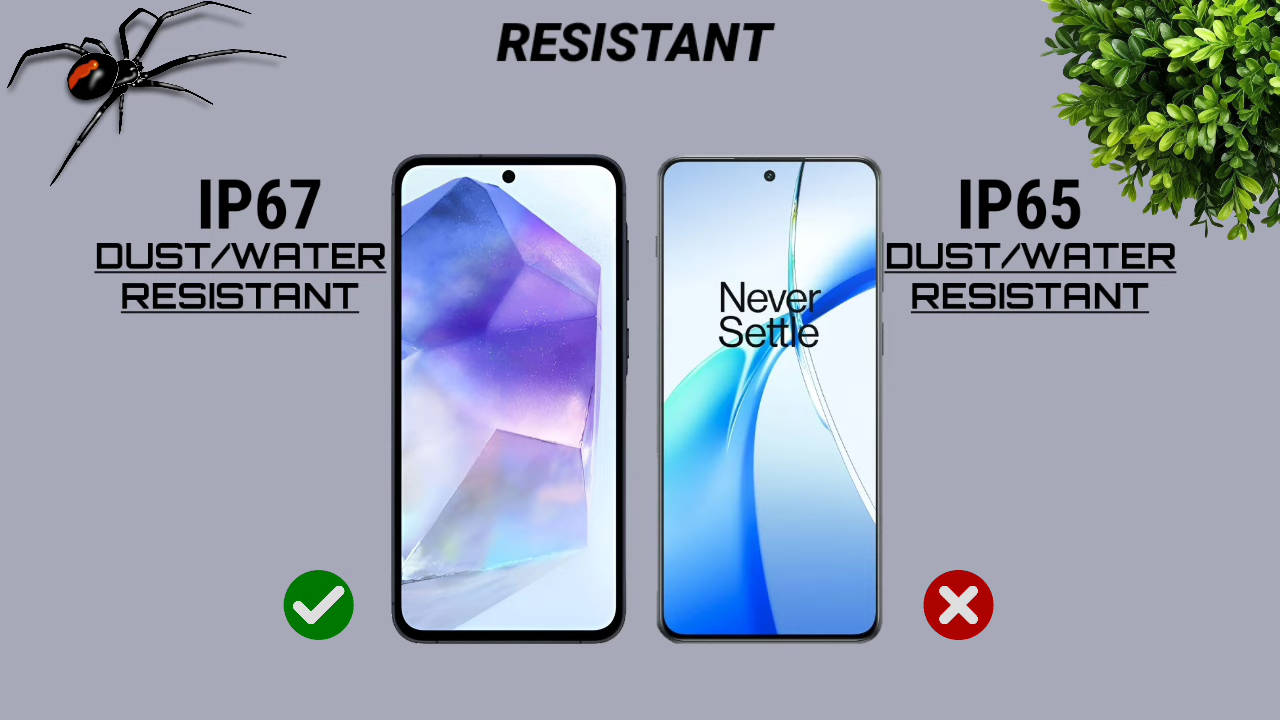 RESISTANT
IP67
DUST/WATER
RESISTANT
Never
Settle
IP65
DUST/WATER
RESISTANT